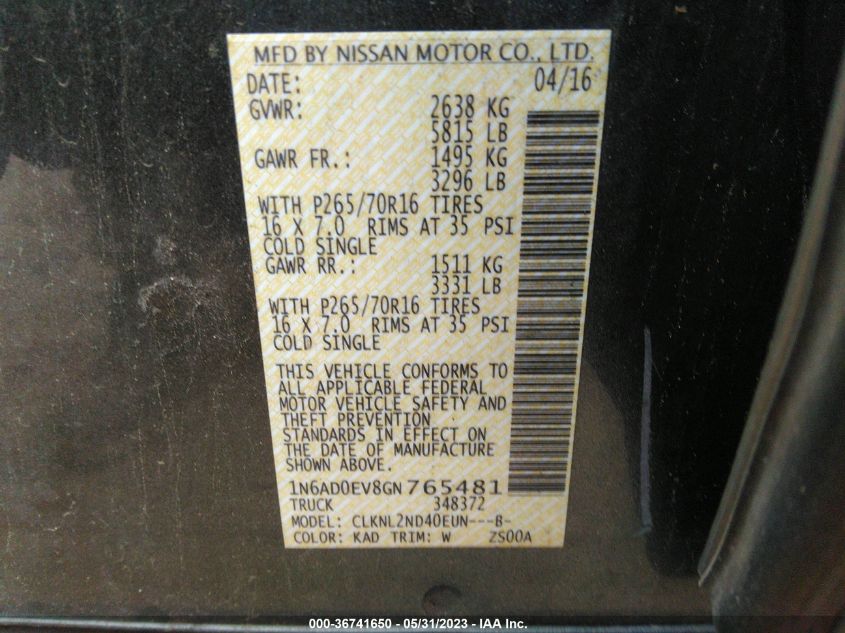 MFD BY NISSAN MOTOR CO., LTD.
DATE: 04/16
GVWR: 2638 KG
5815 LB
GAWR FR.: 1495 KG
3296 LB
WITH P265/70R16 TIRES
16 X 7.0 RIMS AT 35 PSI
COLD SINGLE
GAWR RR.: 1511 KG
3331 LB
WITH P265/70R16 TIRES
16 X 7.0 RIMS AT 35 PSI
COLD SINGLE
THIS VEHICLE CONFORMS TO
ALL APPLICABLE FEDERAL
MOTOR VEHICLE SAFETY AND
THEFT PREVENTION
STANDARDS IN EFFECT ON
THE DATE OF MANUFACTURE
SHOWN ABOVE.
1N6AD0EV8GN765481
TRUCK 348372
MODEL: CLKNL2ND40EUN---B-
COLOR: KAD TRIM: W ZS00A
000-36741650 - 05/31/2023 - IAA Inc.